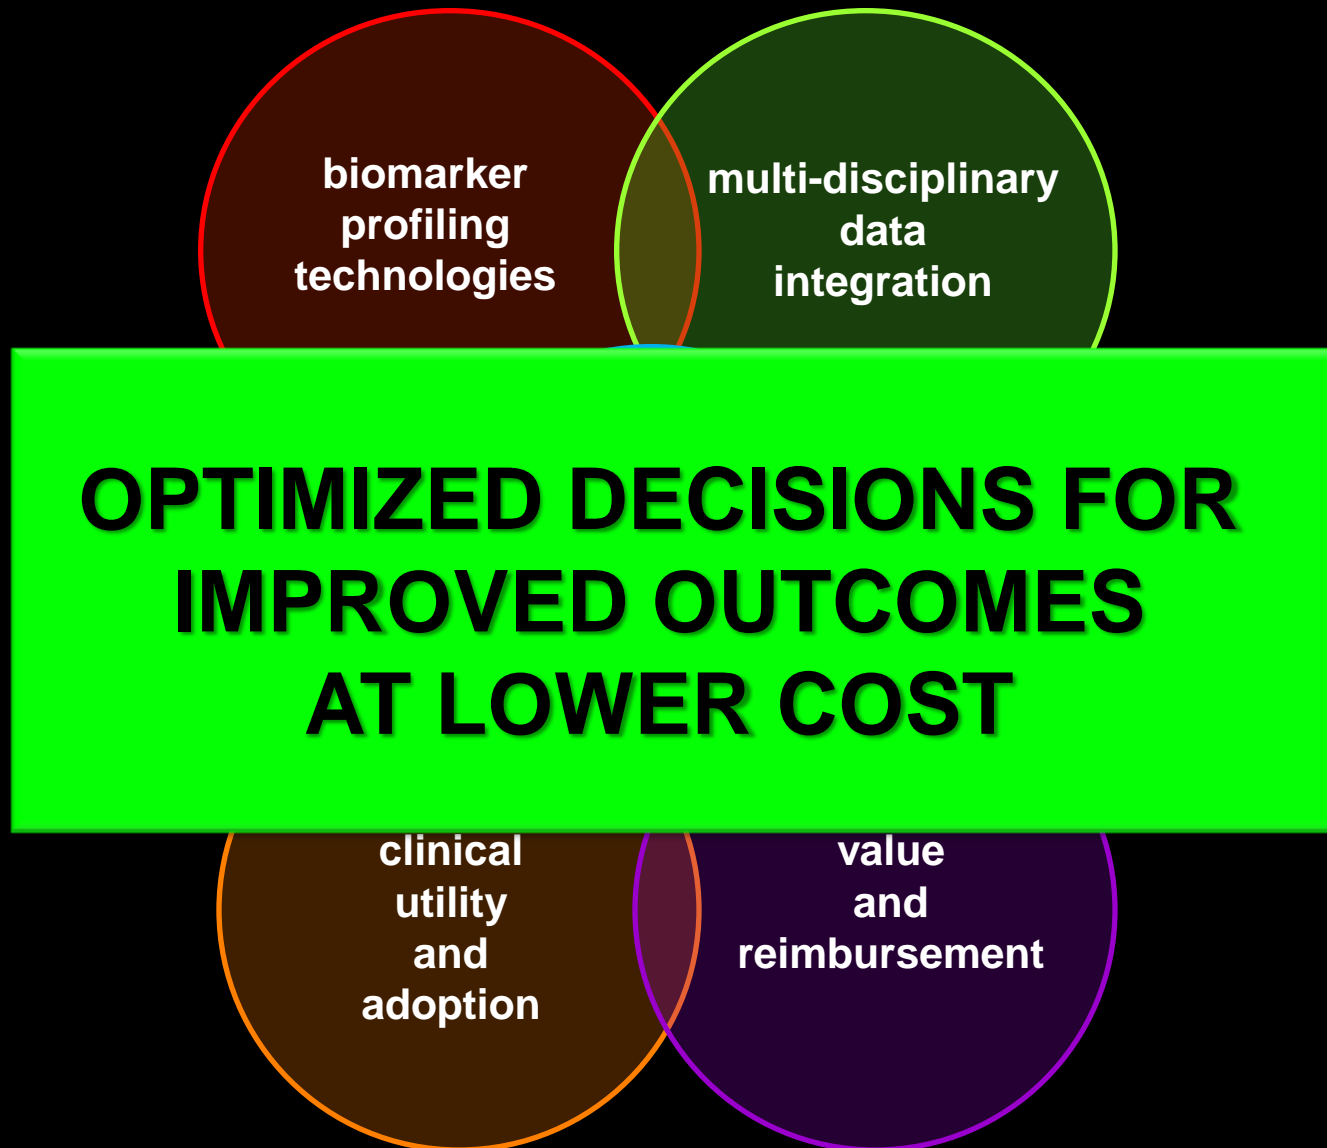 biomarker
profiling
technologies
multi-disciplinary
data
integration
OPTIMIZED DECISIONS FOR
IMPROVED OUTCOMES
AT LOWER COST
clinical
utility
and
adoption
value
and
reimbursement